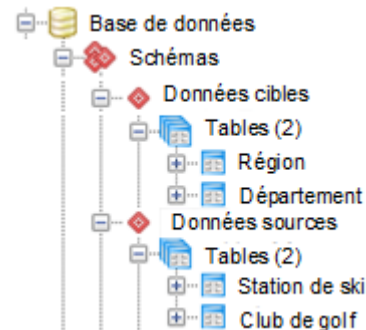 Base de données
Schémas
Données cibles
Tables (2)
Région
Département
Données sources
Tables (2)
Station de ski
Club de golf